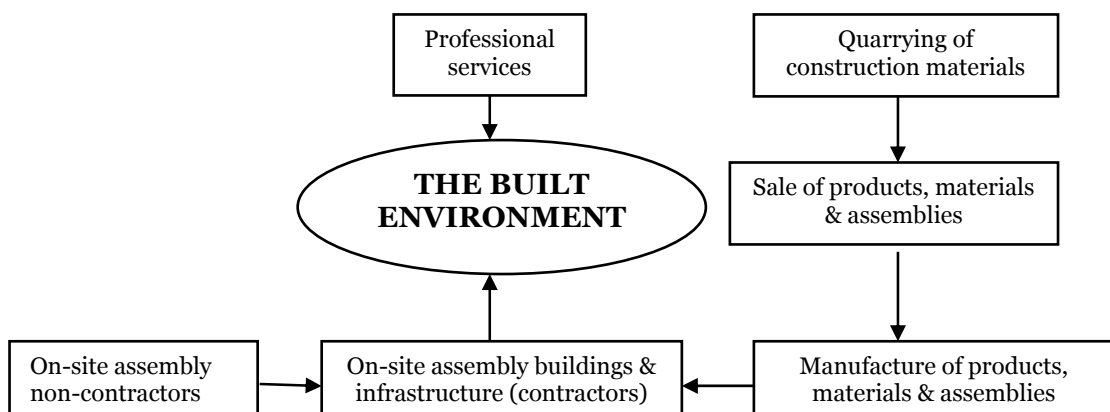 Professional
services
Quarrying of
construction materials
THE BUILT
ENVIRONMENT
Sale of products, materials
& assemblies
On-site assembly
non-contractors
On-site assembly buildings &
infrastructure (contractors)
Manufacture of products,
materials & assemblies